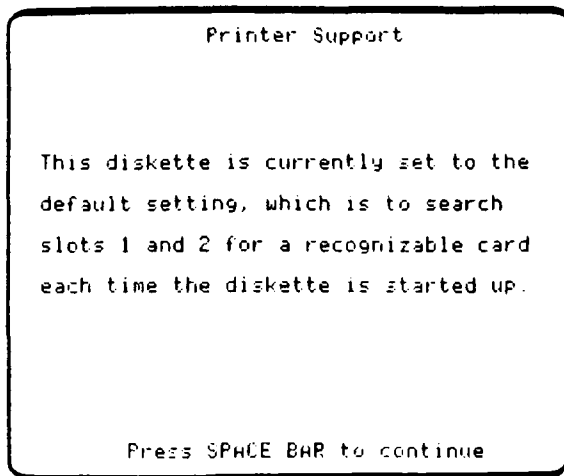 Printer Support
This diskette is currently set to the
default setting, which is to search
slots 1 and 2 for a recognizable card
each time the diskette is started up.
Press SPACE BAR to continue